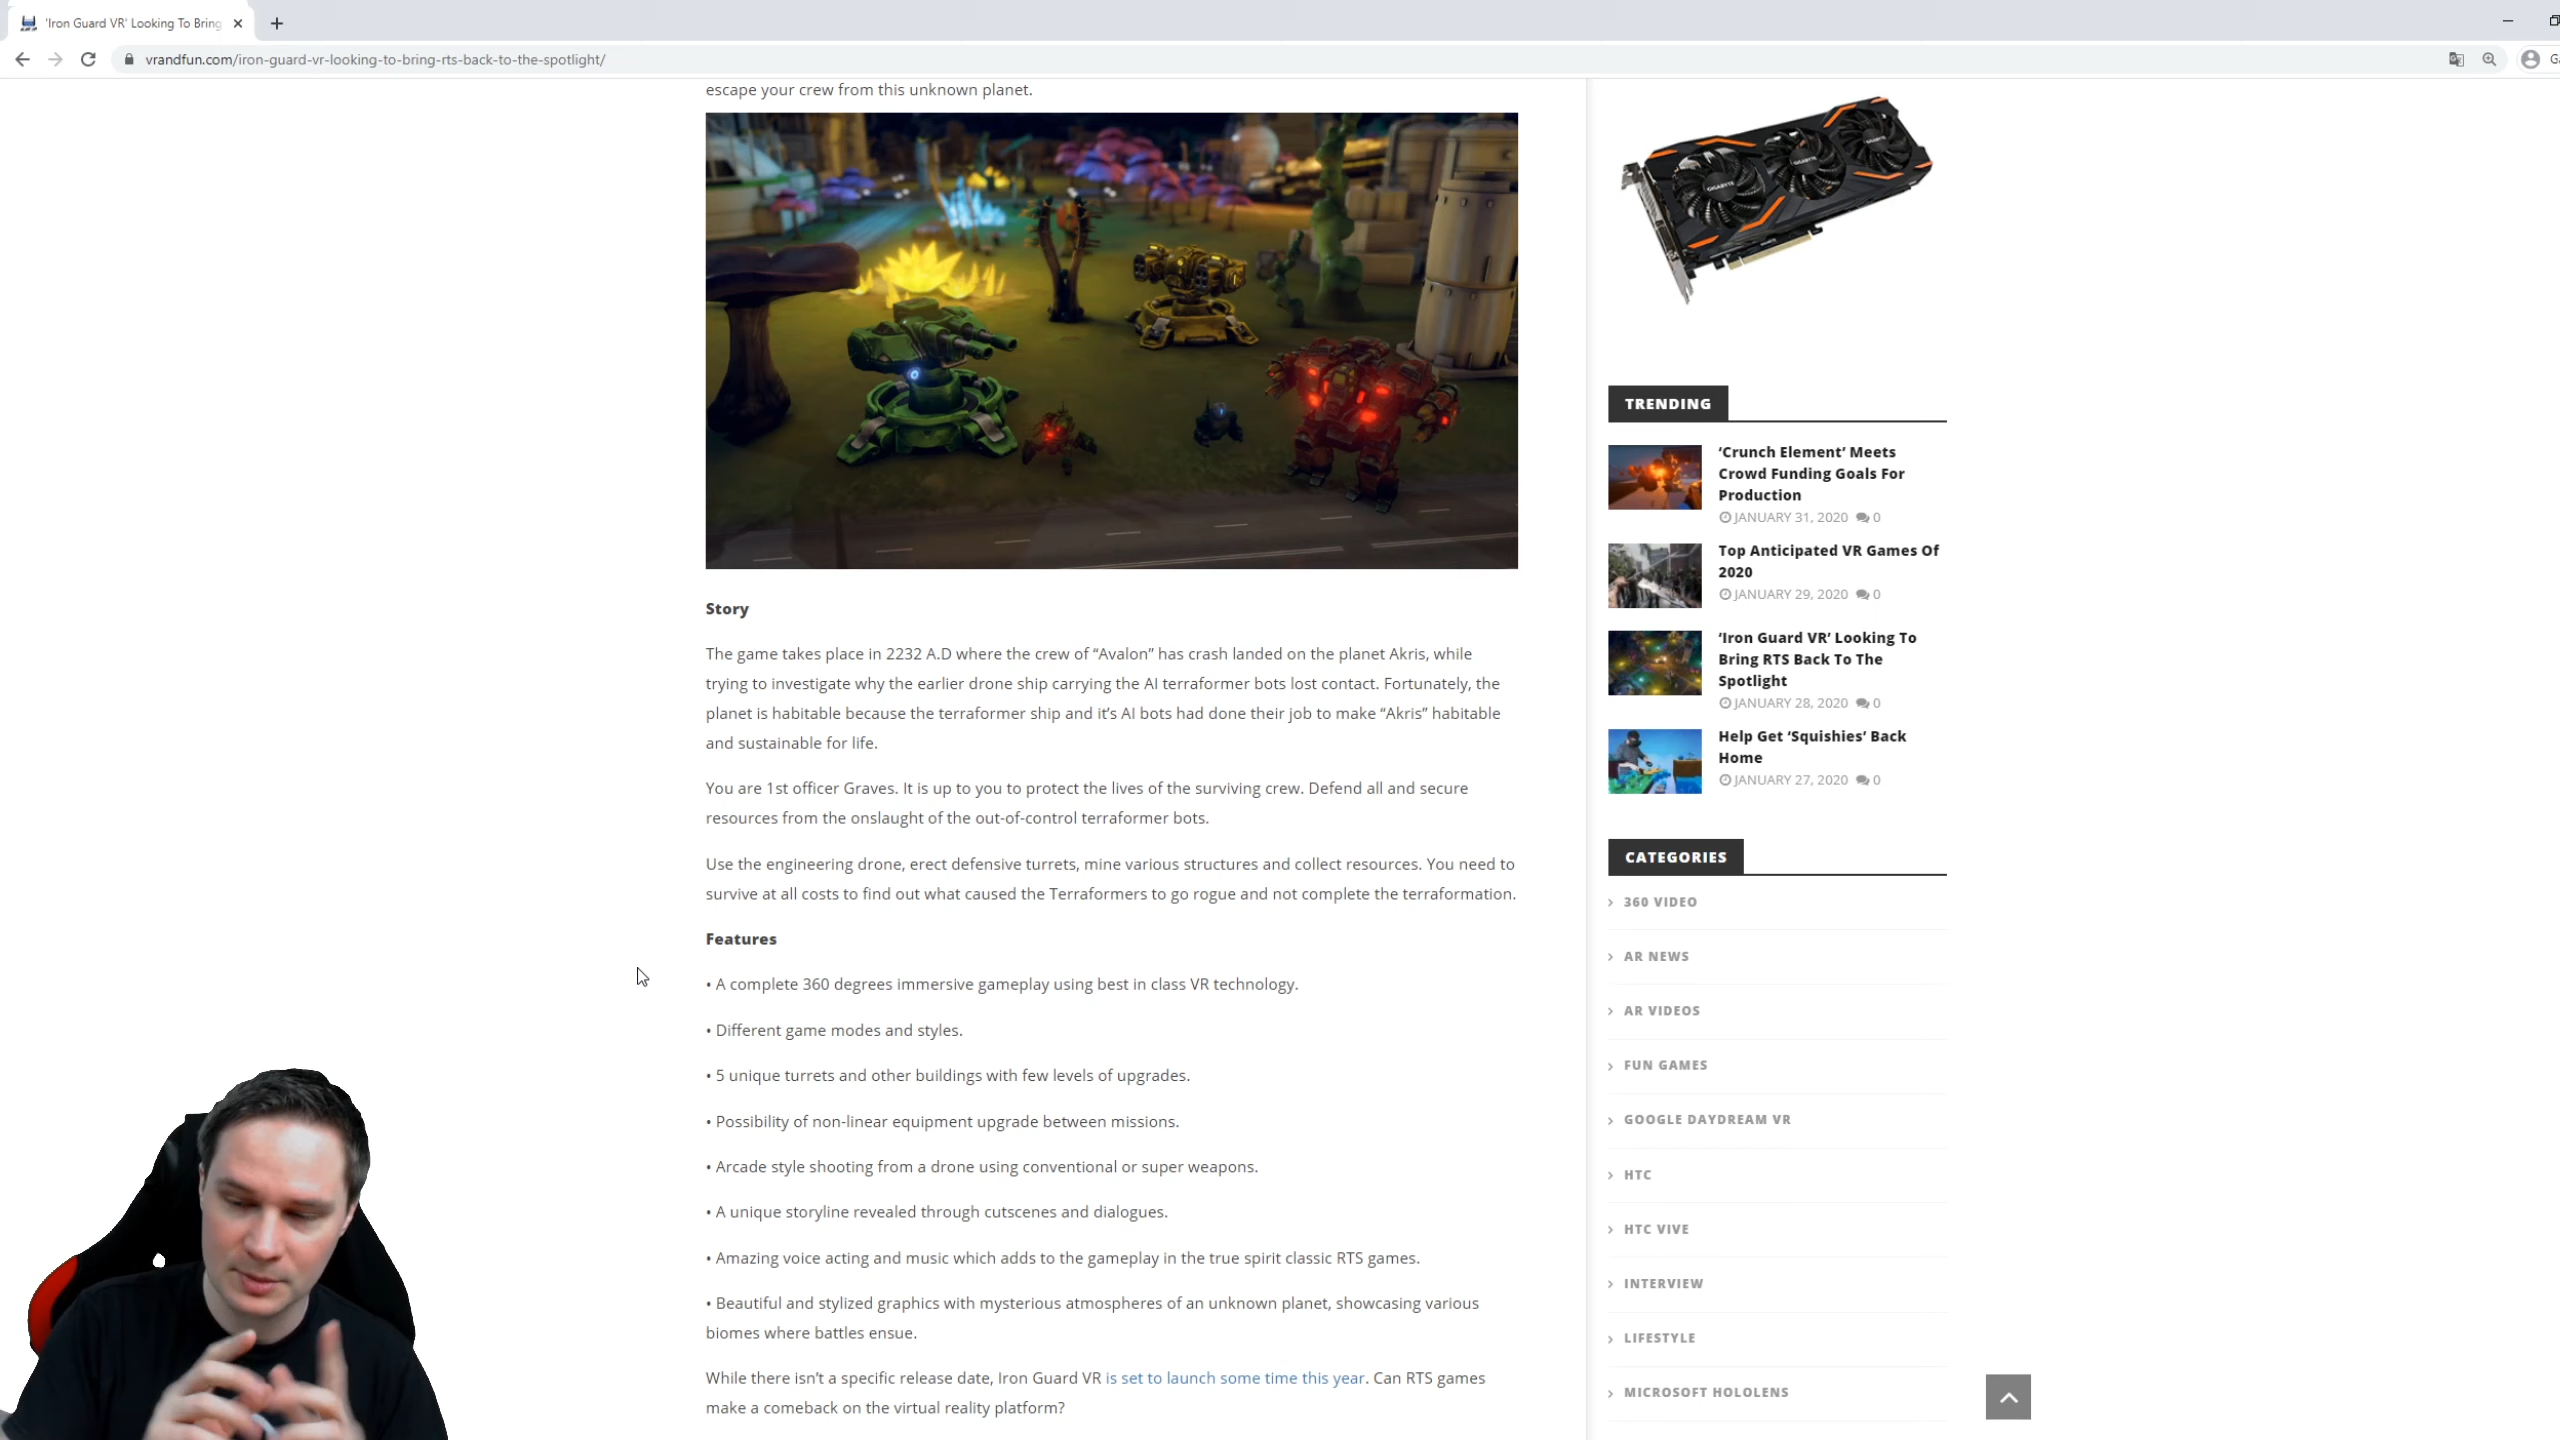 'Iron Guard VR' Looking To Bring
vrandfun.com/iron-guard-vr-looking-to-bring-rts-back-to-the-spotlight/
escape your crew from this unknown planet.
GIGABYTE
GIGABYTE
GIGABYTE
Story
The game takes place in 2232 A.D where the crew of “Avalon” has crash landed on the planet Akris, while
trying to investigate why the earlier drone ship carrying the AI terraformer bots lost contact. Fortunately, the
planet is habitable because the terraformer ship and it’s AI bots had done their job to make “Akris” habitable
and sustainable for life.
You are 1st officer Graves. It is up to you to protect the lives of the surviving crew. Defend all and secure
resources from the onslaught of the out-of-control terraformer bots.
Use the engineering drone, erect defensive turrets, mine various structures and collect resources. You need to
survive at all costs to find out what caused the Terraformers to go rogue and not complete the terraformation.
Features
• A complete 360 degrees immersive gameplay using best in class VR technology.
• Different game modes and styles.
• 5 unique turrets and other buildings with few levels of upgrades.
• Possibility of non-linear equipment upgrade between missions.
• Arcade style shooting from a drone using conventional or super weapons.
• A unique storyline revealed through cutscenes and dialogues.
• Amazing voice acting and music which adds to the gameplay in the true spirit classic RTS games.
• Beautiful and stylized graphics with mysterious atmospheres of an unknown planet, showcasing various
biomes where battles ensue.
While there isn’t a specific release date, Iron Guard VR is set to launch some time this year. Can RTS games
make a comeback on the virtual reality platform?
TRENDING
‘Crunch Element’ Meets
Crowd Funding Goals For
Production
JANUARY 31, 2020 0
Top Anticipated VR Games Of
2020
JANUARY 29, 2020 0
‘Iron Guard VR’ Looking To
Bring RTS Back To The
Spotlight
JANUARY 28, 2020 0
Help Get ‘Squishies’ Back
Home
JANUARY 27, 2020 0
CATEGORIES
360 VIDEO
AR NEWS
AR VIDEOS
FUN GAMES
GOOGLE DAYDREAM VR
HTC
HTC VIVE
INTERVIEW
LIFESTYLE
MICROSOFT HOLOLENS